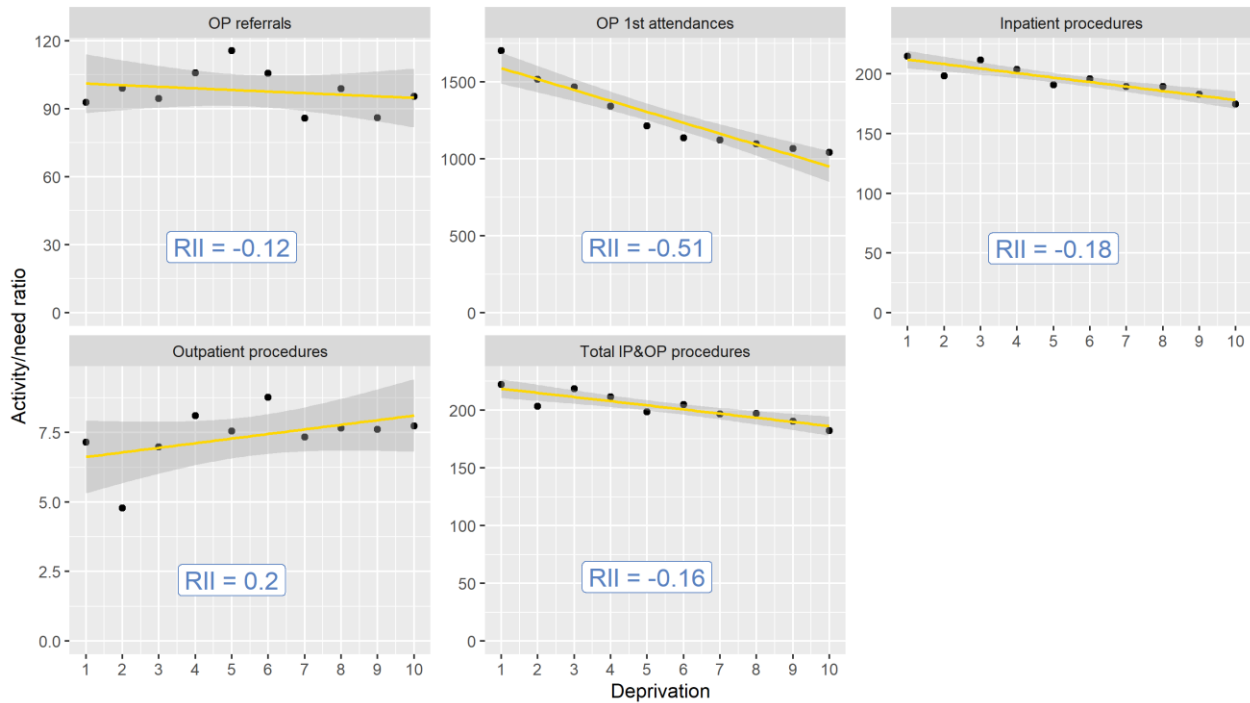 OP referrals
120
90
60
30
0
RII = -0.12
OP 1st attendances
1500
1000
500
0
RII = -0.51
Inpatient procedures
200
150
100
50
0
RII = -0.18
1 2 3 4 5 6 7 8 9 10
Activity/need ratio
Outpatient procedures
7.5
5.0
2.5
0.0
RII = 0.2
1 2 3 4 5 6 7 8 9 10
Total IP&OP procedures
200
150
100
50
0
RII = -0.16
1 2 3 4 5 6 7 8 9 10
Deprivation